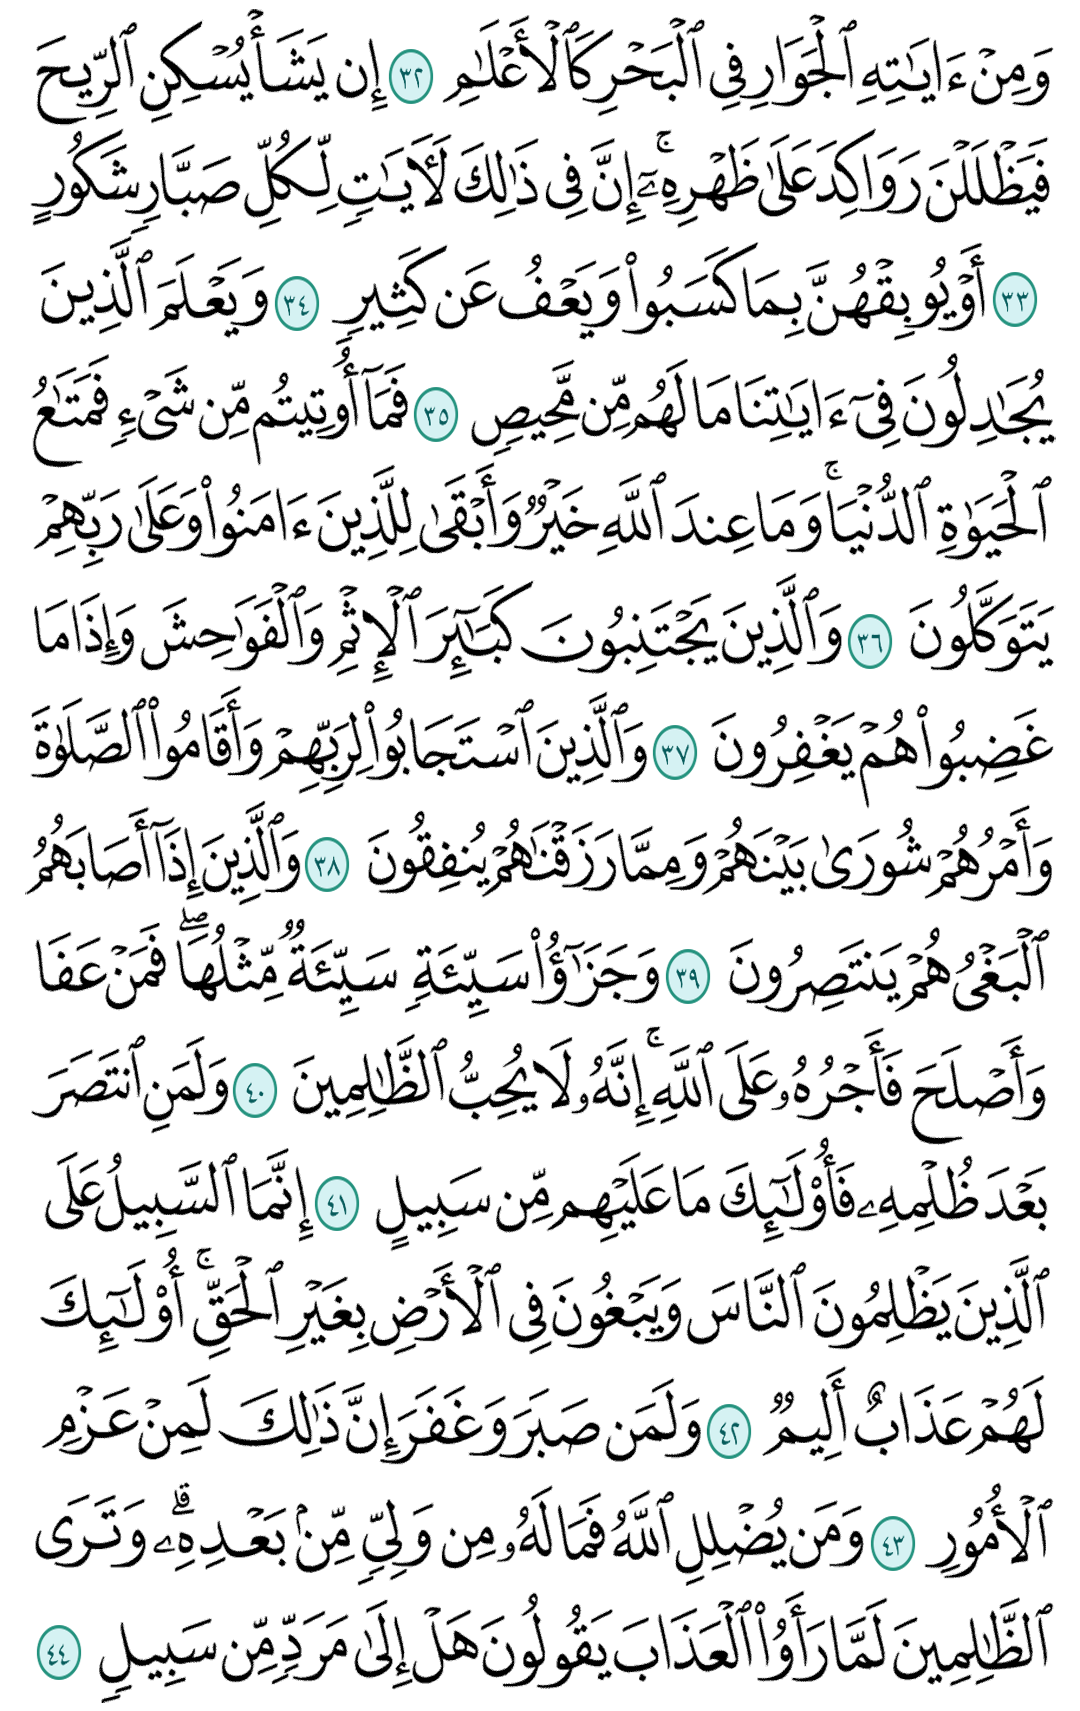 وَمِنْ ءَايَـٰتِهِ ٱلْجَوَارِ فِى ٱلْبَحْرِ كَٱلْأَعْلَـٰمِ ٣٢ إِن يَشَأْ يُسْكِنِ ٱلرِّيحَ
فَيَظْلَلْنَ رَوَاكِدَ عَلَىٰ ظَهْرِهِۦٓ ۚ إِنَّ فِى ذَٰلِكَ لَـَٔايَـٰتٍ لِّكُلِّ صَبَّارٍ شَكُورٍ
٣٣ أَوْ يُوبِقْهُنَّ بِمَا كَسَبُوا۟ وَيَعْفُ عَن كَثِيرٍ ٣٤ وَيَعْلَمَ ٱلَّذِينَ
يُجَـٰدِلُونَ فِىٓ ءَايَـٰتِنَا مَا لَهُم مِّن مَّحِيصٍ ٣٥ فَمَآ أُوتِيتُم مِّن شَىْءٍ فَمَتَـٰعُ
ٱلْحَيَوٰةِ ٱلدُّنْيَا ۚ وَمَا عِندَ ٱللَّهِ خَيْرٌ وَأَبْقَىٰ لِلَّذِينَ ءَامَنُوا۟ وَعَلَىٰ رَبِّهِمْ
يَتَوَكَّلُونَ ٣٦ وَٱلَّذِينَ يَجْتَنِبُونَ كَبَـٰٓئِرَ ٱلْإِثْمِ وَٱلْفَوَٰحِشَ وَإِذَا مَا
غَضِبُوا۟ هُمْ يَغْفِرُونَ ٣٧ وَٱلَّذِينَ ٱسْتَجَابُوا۟ لِرَبِّهِمْ وَأَقَامُوا۟ ٱلصَّلَوٰةَ
وَأَمْرُهُمْ شُورَىٰ بَيْنَهُمْ وَمِمَّا رَزَقْنَـٰهُمْ يُنفِقُونَ ٣٨ وَٱلَّذِينَ إِذَآ أَصَابَهُمُ
ٱلْبَغْىُ هُمْ يَنتَصِرُونَ ٣٩ وَجَزَٰٓؤُا۟ سَيِّئَةٍ سَيِّئَةٌ مِّثْلُهَا ۖ فَمَنْ عَفَا
وَأَصْلَحَ فَأَجْرُهُۥ عَلَى ٱللَّهِ ۚ إِنَّهُۥ لَا يُحِبُّ ٱلظَّـٰلِمِينَ ٤٠ وَلَمَنِ ٱنتَصَرَ
بَعْدَ ظُلْمِهِۦ فَأُو۟لَـٰٓئِكَ مَا عَلَيْهِم مِّن سَبِيلٍ ٤١ إِنَّمَا ٱلسَّبِيلُ عَلَى
ٱلَّذِينَ يَظْلِمُونَ ٱلنَّاسَ وَيَبْغُونَ فِى ٱلْأَرْضِ بِغَيْرِ ٱلْحَقِّ ۚ أُو۟لَـٰٓئِكَ
لَهُمْ عَذَابٌ أَلِيمٌ ٤٢ وَلَمَن صَبَرَ وَغَفَرَ إِنَّ ذَٰلِكَ لَمِنْ عَزْمِ
ٱلْأُمُورِ ٤٣ وَمَن يُضْلِلِ ٱللَّهُ فَمَا لَهُۥ مِن وَلِىٍّ مِّنۢ بَعْدِهِۦ ۗ وَتَرَى
ٱلظَّـٰلِمِينَ لَمَّا رَأَوُا۟ ٱلْعَذَابَ يَقُولُونَ هَلْ إِلَىٰ مَرَدٍّ مِّن سَبِيلٍ ٤٤